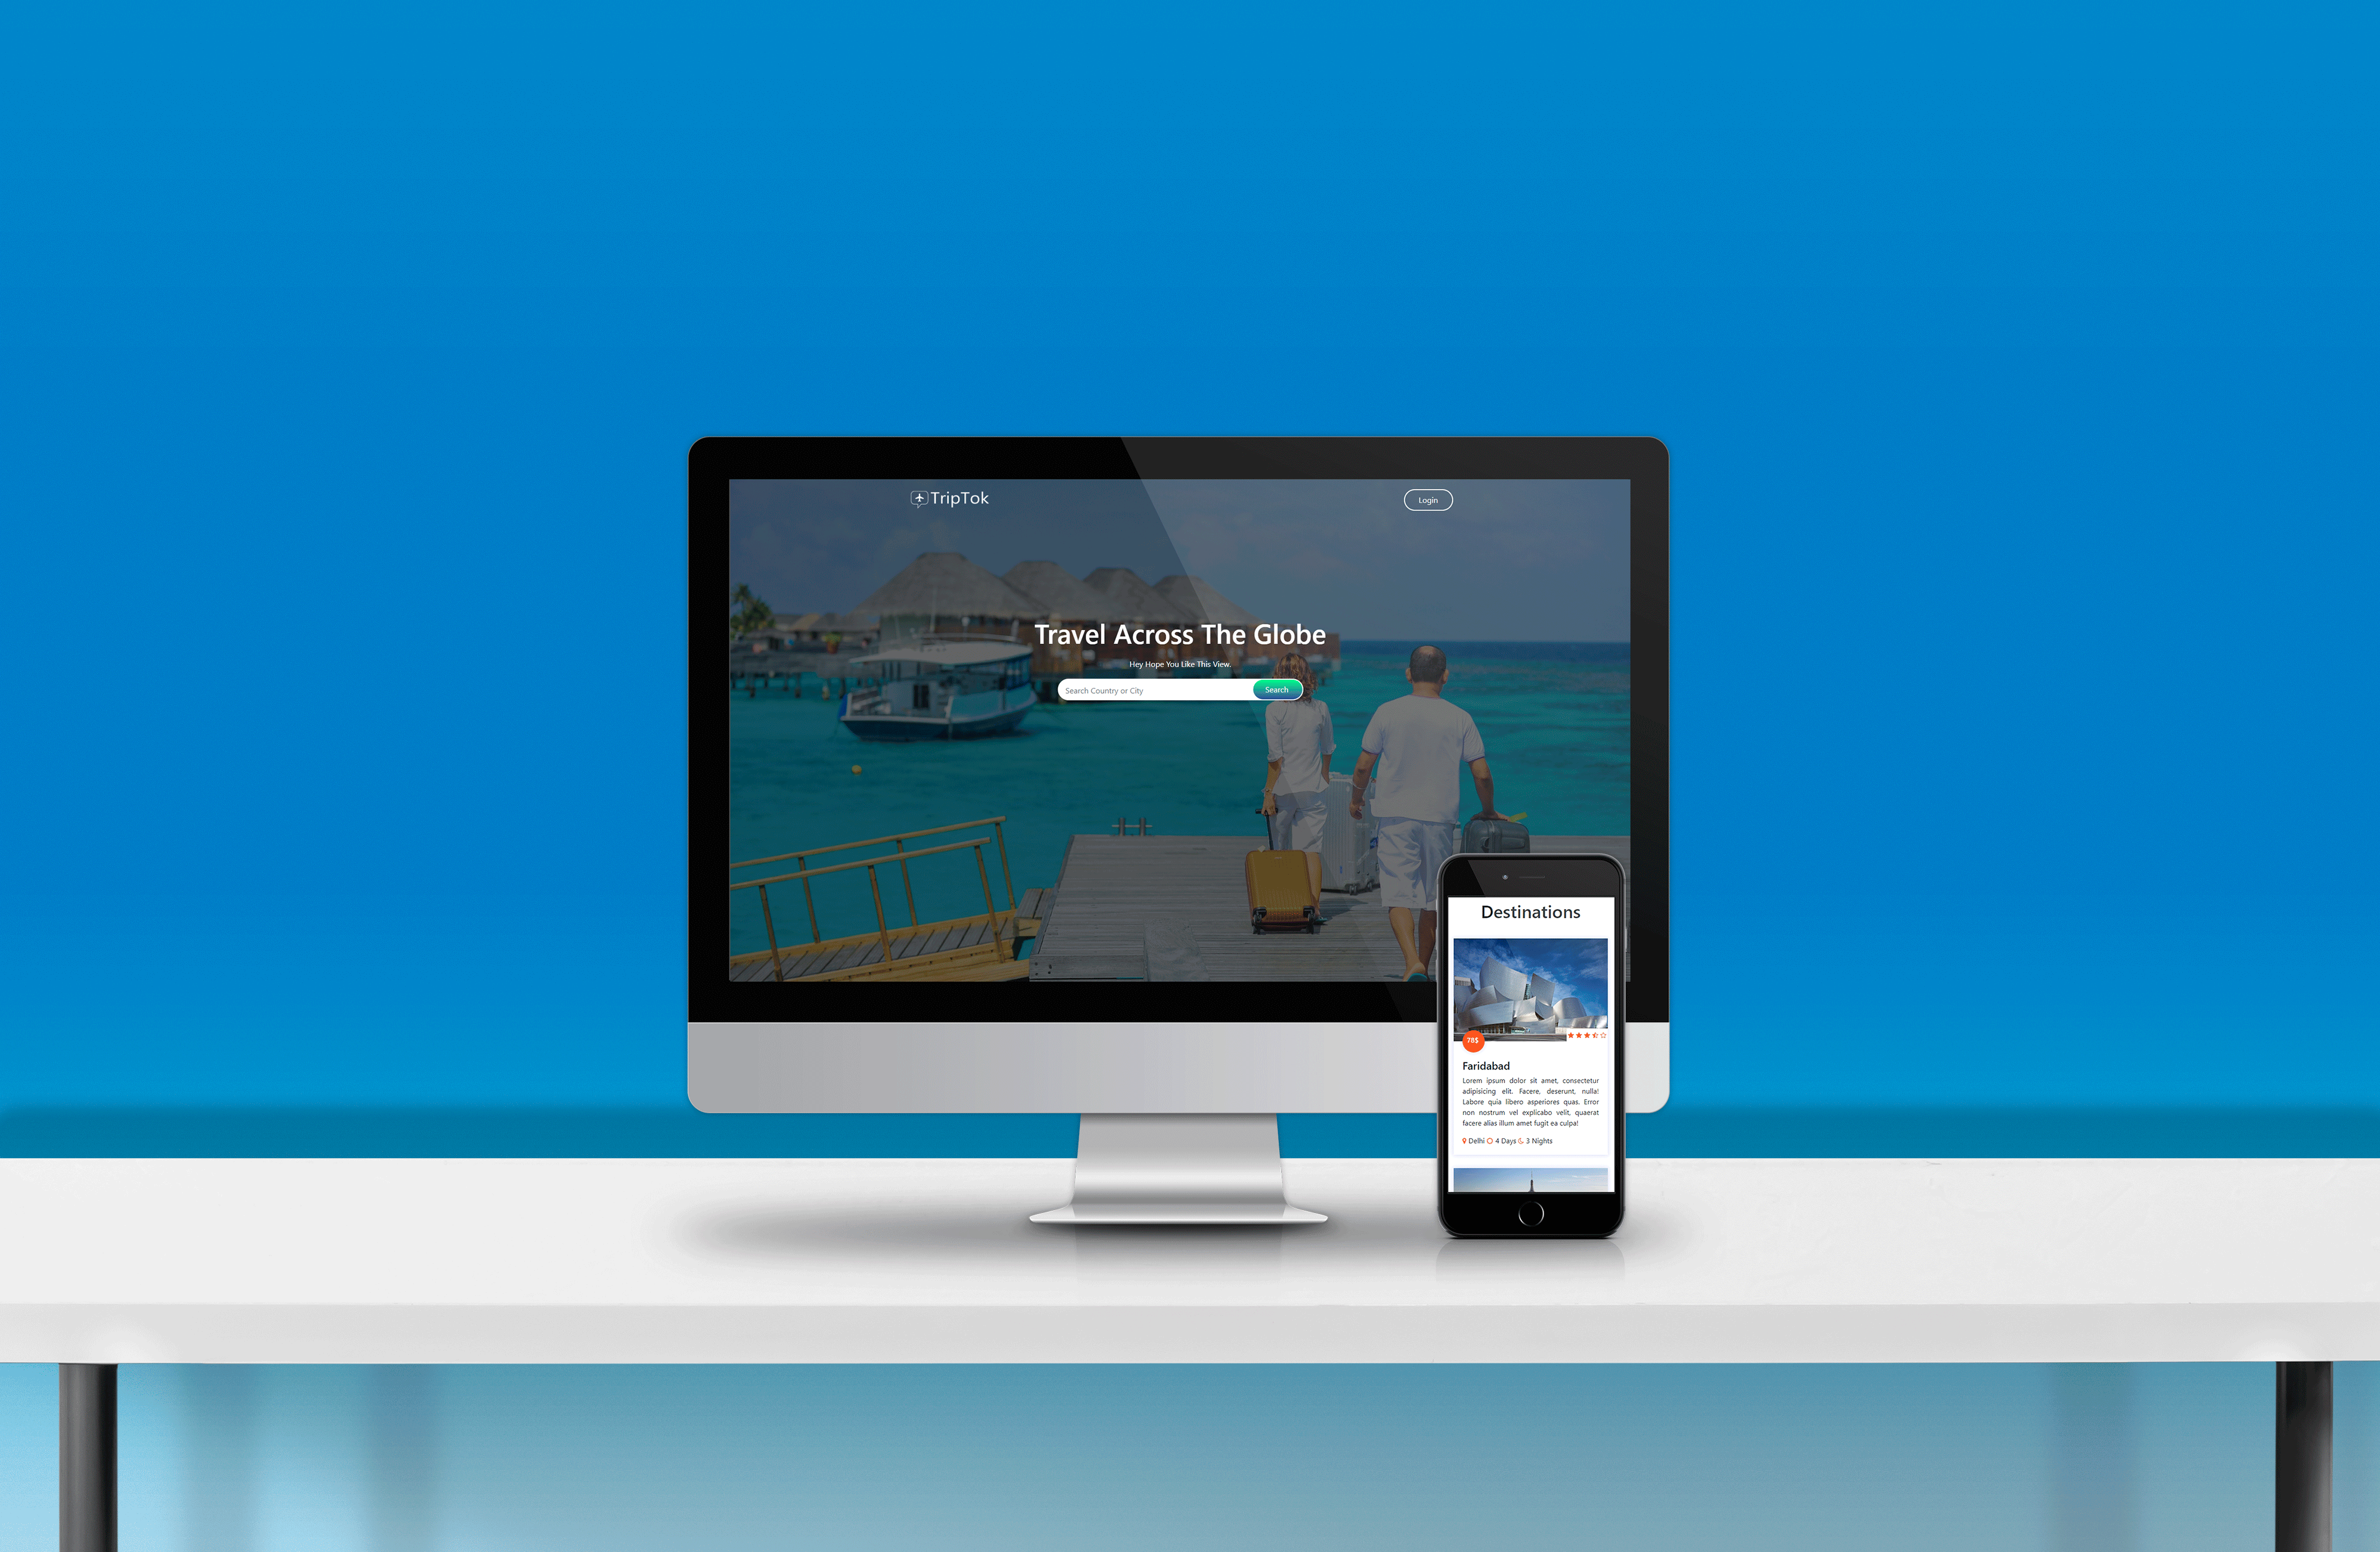 TripTok
Login
Travel Across The Globe
Hey Hope You Like This View.
Search Country or City
Search
Destinations
78$
Faridabad
Lorem ipsum dolor sit amet, consectetur
adipisicing elit. Facere, deserunt, nulla!
Labore quia libero asperiores quas. Error
non nostrum vel explicabo velit, quaerat
facere alias illum amet fugit ea culpa!
Delhi 4 Days 3 Nights